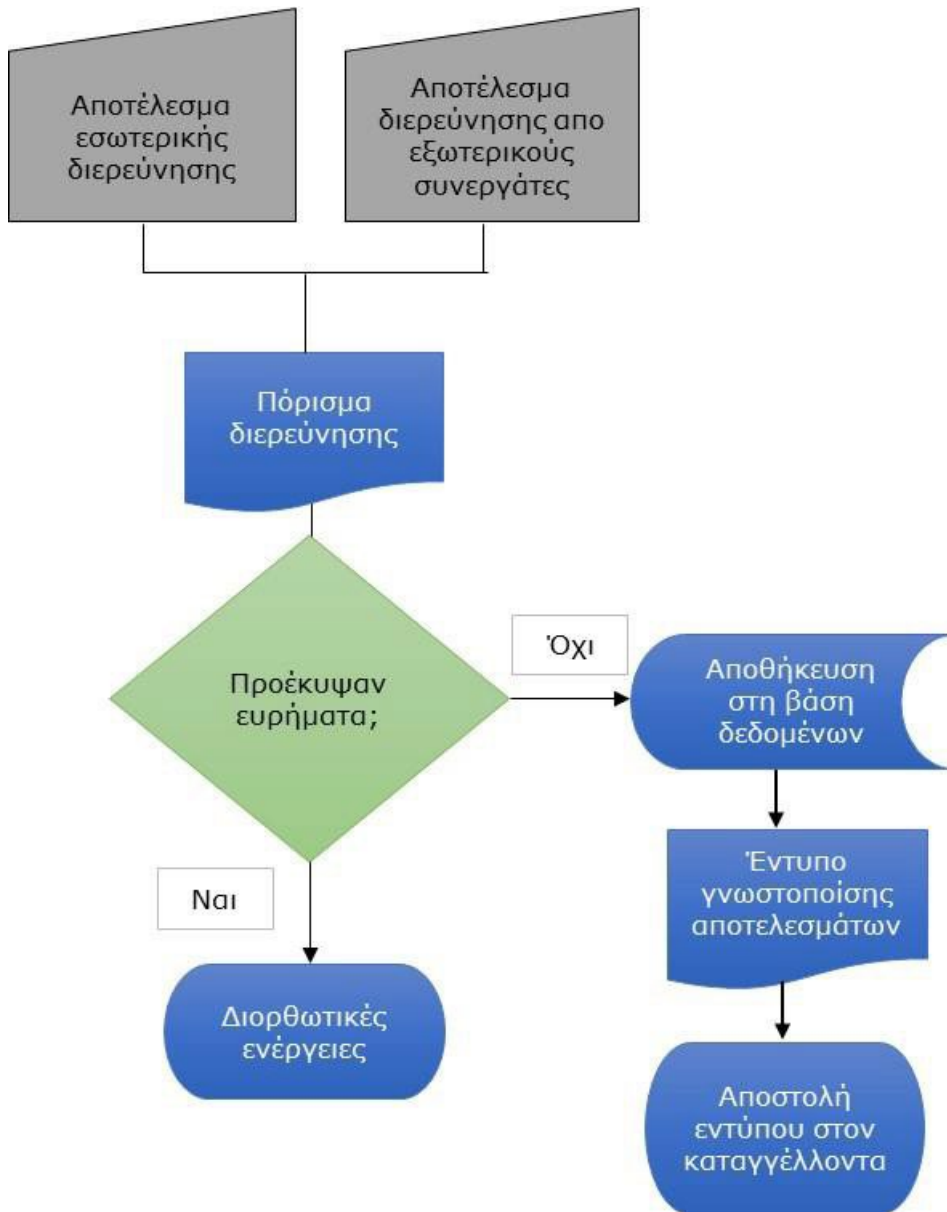 Αποτέλεσμα
εσωτερικής
διερεύνησης
Αποτέλεσμα
διερεύνησης απο
εξωτερικούς
συνεργάτες
Πόρισμα
διερεύνησης
Προέκυψαν
ευρήματα;
Όχι
Αποθήκευση
στη βάση
δεδομένων
Έντυπο
γνωστοποίσης
αποτελεσμάτων
Ναι
Διορθωτικές
ενέργειες
Αποστολή
εντύπου στον
καταγγέλλοντα